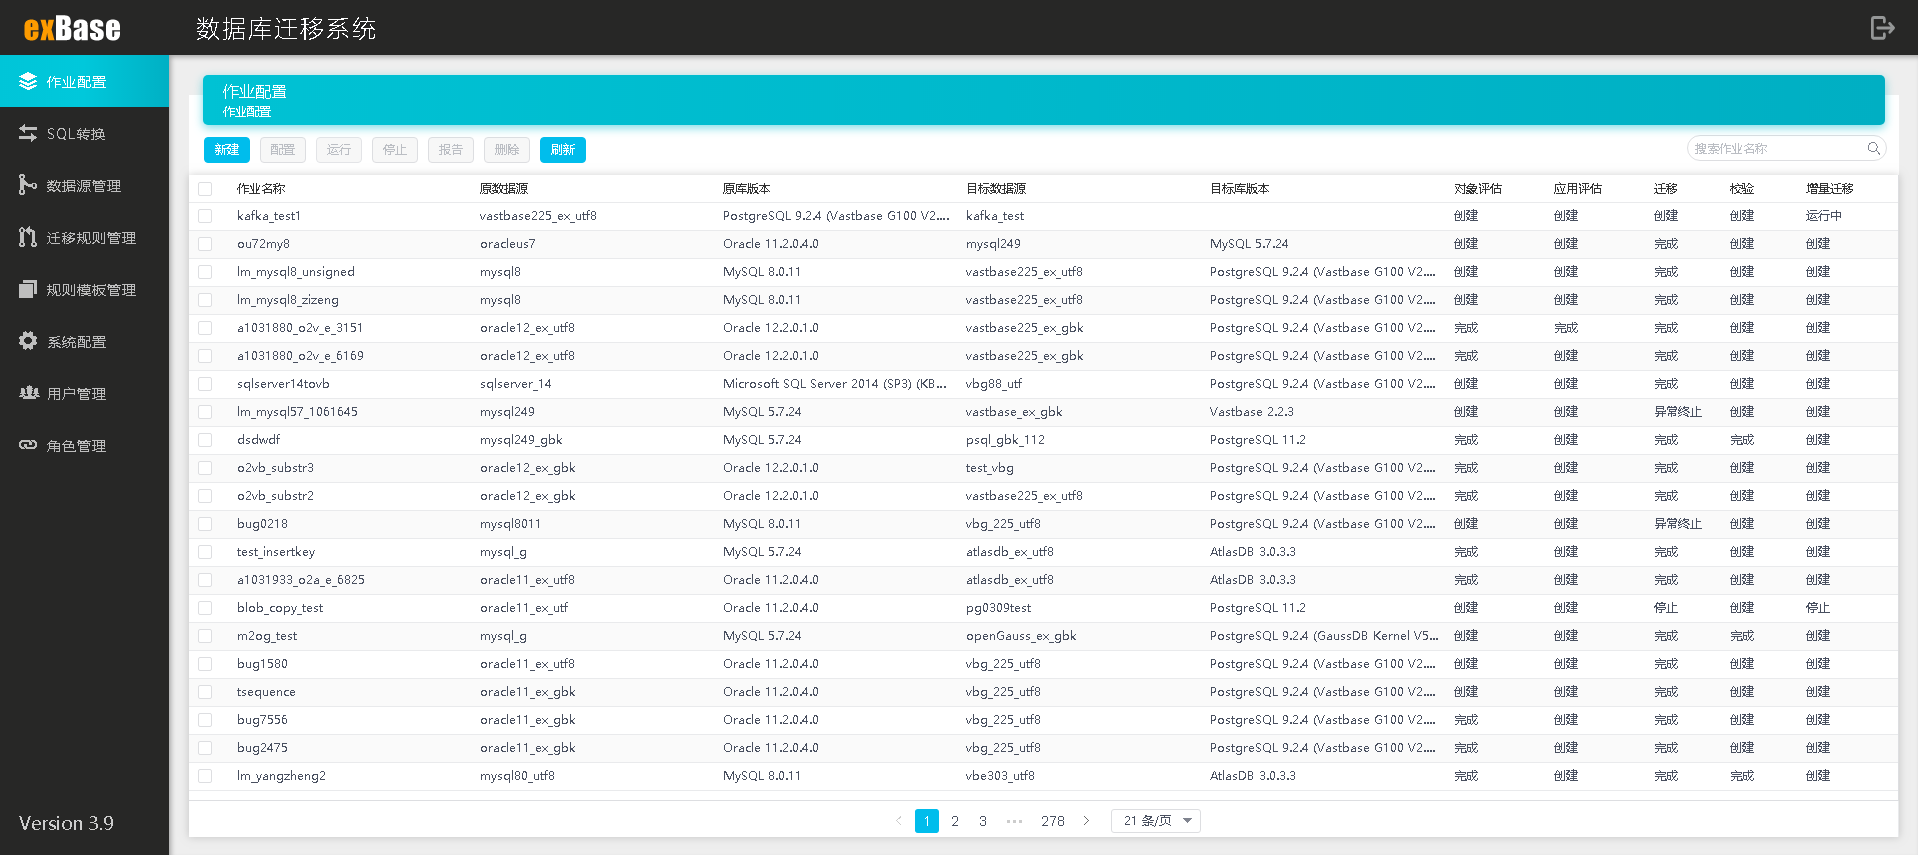 exBase 数据库迁移系统
作业配置
SQL转换
数据源管理
迁移规则管理
规则模板管理
系统配置
用户管理
角色管理
Version 3.9
作业配置
作业配置
新建 配置 运行 停止 报告 删除 刷新 搜索作业名称
作业名称 原数据源 原库版本 目标数据源 目标库版本 对象评估 应用评估 迁移 校验 增量迁移
kafka_test1 vastbase225_ex_utf8 PostgreSQL 9.2.4 (Vastbase G100 V2.... kafka_test 创建 创建 创建 创建 运行中
ou72my8 oracleus7 Oracle 11.2.0.4.0 mysql249 MySQL 5.7.24 创建 创建 完成 创建 创建
lm_mysql8_unsigned mysql8 MySQL 8.0.11 vastbase225_ex_utf8 PostgreSQL 9.2.4 (Vastbase G100 V2.... 创建 创建 完成 创建 创建
lm_mysql8_zizeng mysql8 MySQL 8.0.11 vastbase225_ex_utf8 PostgreSQL 9.2.4 (Vastbase G100 V2.... 创建 创建 完成 创建 创建
a1031880_o2v_e_3151 oracle12_ex_utf8 Oracle 12.2.0.1.0 vastbase225_ex_gbk PostgreSQL 9.2.4 (Vastbase G100 V2.... 完成 完成 完成 创建 创建
a1031880_o2v_e_6169 oracle12_ex_utf8 Oracle 12.2.0.1.0 vastbase225_ex_gbk PostgreSQL 9.2.4 (Vastbase G100 V2.... 完成 创建 完成 创建 创建
sqlserver14tovb sqlserver_14 Microsoft SQL Server 2014 (SP3) (KB... vbg88_utf PostgreSQL 9.2.4 (Vastbase G100 V2.... 创建 创建 完成 创建 创建
lm_mysql57_1061645 mysql249 MySQL 5.7.24 vastbase_ex_gbk Vastbase 2.2.3 创建 创建 异常终止 创建 创建
dsdwdf mysql249_gbk MySQL 5.7.24 psql_gbk_112 PostgreSQL 11.2 完成 创建 完成 完成 创建
o2vb_substr3 oracle12_ex_gbk Oracle 12.2.0.1.0 test_vbg PostgreSQL 9.2.4 (Vastbase G100 V2.... 完成 创建 完成 创建 创建
o2vb_substr2 oracle12_ex_gbk Oracle 12.2.0.1.0 vastbase225_ex_utf8 PostgreSQL 9.2.4 (Vastbase G100 V2.... 完成 创建 完成 创建 创建
bug0218 mysql8011 MySQL 8.0.11 vbg_225_utf8 PostgreSQL 9.2.4 (Vastbase G100 V2.... 创建 创建 异常终止 创建 创建
test_insertkey mysql_g MySQL 5.7.24 atlasdb_ex_utf8 AtlasDB 3.0.3.3 完成 创建 完成 创建 创建
a1031933_o2a_e_6825 oracle11_ex_utf8 Oracle 11.2.0.4.0 atlasdb_ex_utf8 AtlasDB 3.0.3.3 完成 创建 完成 创建 创建
blob_copy_test oracle11_ex_utf Oracle 11.2.0.4.0 pg0309test PostgreSQL 11.2 创建 创建 停止 创建 停止
m2og_test mysql_g MySQL 5.7.24 openGauss_ex_gbk PostgreSQL 9.2.4 (GaussDB Kernel V5... 创建 创建 完成 完成 创建
bug1580 oracle11_ex_utf8 Oracle 11.2.0.4.0 vbg_225_utf8 PostgreSQL 9.2.4 (Vastbase G100 V2.... 创建 创建 完成 创建 创建
tsequence oracle11_ex_gbk Oracle 11.2.0.4.0 vbg_225_utf8 PostgreSQL 9.2.4 (Vastbase G100 V2.... 创建 创建 完成 创建 创建
bug7556 oracle11_ex_gbk Oracle 11.2.0.4.0 vbg_225_utf8 PostgreSQL 9.2.4 (Vastbase G100 V2.... 完成 创建 完成 创建 创建
bug2475 oracle11_ex_gbk Oracle 11.2.0.4.0 vbg_225_utf8 PostgreSQL 9.2.4 (Vastbase G100 V2.... 完成 创建 完成 创建 创建
lm_yangzheng2 mysql80_utf8 MySQL 8.0.11 vbe303_utf8 AtlasDB 3.0.3.3 完成 创建 完成 完成 创建
1 2 3 ... 278 21 条/页